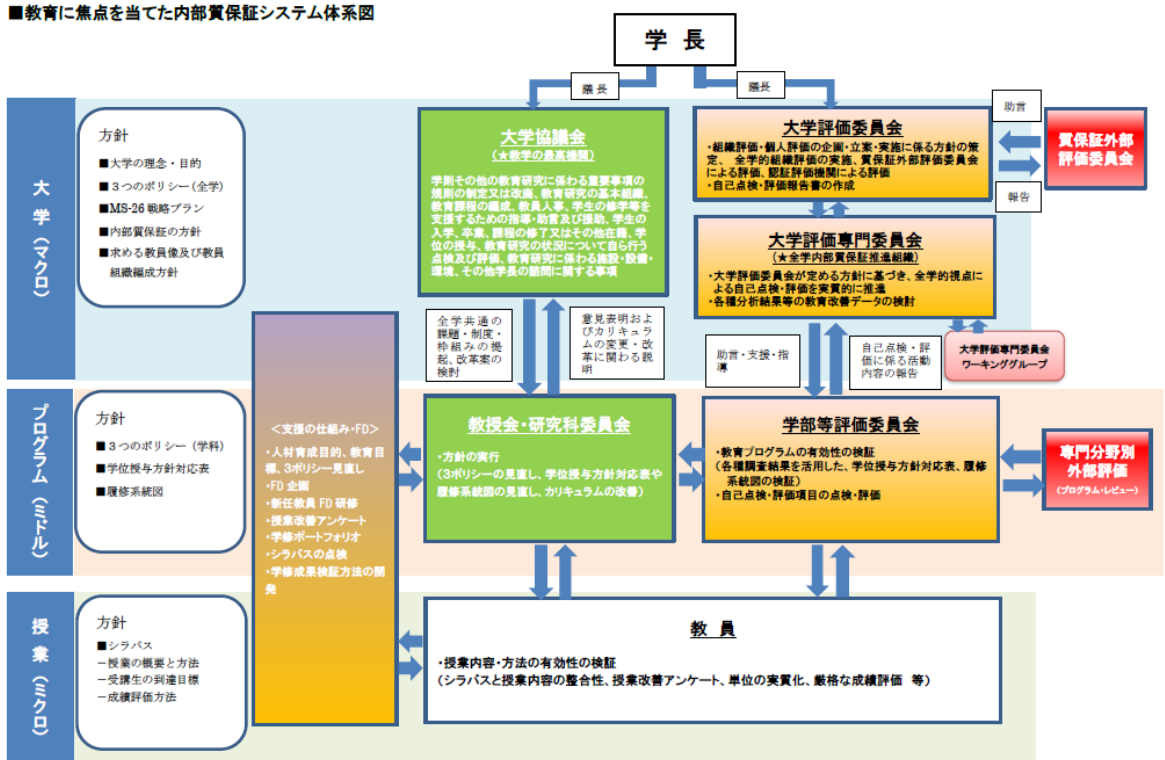 ■教育に焦点を当てた内部質保証システム体系図
学 長
議長
議長
大学(マクロ)
方針
■大学の理念・目的
■３つのポリシー(全学)
■MS-26 戦略プラン
■内部質保証の方針
■求める教員像及び教員
組織編成方針
大学協議会
(★教学の最高機関)
学則その他の教育研究に係わる重要事項の
規則の制定又は改廃、教育研究の基本組織、
教育課程の編成、教員人事、学生の修学等を
支援するための指導・助言及び援助、学生の
入学、卒業、課程の修了又はその他在籍、学
位の授与、教育研究の状況について自ら行う
点検及び評価、教育研究に係わる施設・設備・
環境、その他学長の諮問に関する事項
大学評価委員会
・組織評価・個人評価の企画・立案・実施に係る方針の策
定、 全学的組織評価の実施、質保証外部評価委員会
による評価、認証評価機関による評価
・自己点検・評価報告書の作成
助言
報告
質保証外部
評価委員会
大学評価専門委員会
(★全学内部質保証推進組織)
・大学評価委員会が定める方針に基づき、全学的視点
による自己点検・評価を実質的に推進
・各種分析結果等の教育改善データの検討
大学評価専門委員会
ワーキンググループ
全学共通の
課題・制度・
枠組みの提
起、改革案の
検討
意見表明およ
びカリキュラ
ムの変更・改
革に関わる説
明
助言・支援・指
導
自己点検・評
価に係る活動
内容の報告
プログラム(ミドル)
方針
■３つのポリシー（学科）
■学位授与方針対応表
■履修系統図
＜支援の仕組み・FD＞
・人材育成目的、教育目
標、3ポリシー見直し
・FD 企画
・新任教員 FD 研修
・授業改善アンケート
・学修ポートフォリオ
・シラバスの点検
・学修成果検証方法の開
発
教授会・研究科委員会
・方針の実行
(3ポリシーの見直し、学位授与方針対応表や
履修系統図の見直し、カリキュラムの改善)
学部等評価委員会
・教育プログラムの有効性の検証
(各種調査結果を活用した、学位授与方針対応表、履修
系統図の検証)
・自己点検・評価項目の点検・評価
専門分野別
外部評価
(プログラム・レビュー)
授業(ミクロ)
方針
■シラバス
－授業の概要と方法
－受講生の到達目標
－成績評価方法
教 員
・授業内容・方法の有効性の検証
(シラバスと授業内容の整合性、授業改善アンケート、単位の実質化、厳格な成績評価 等)